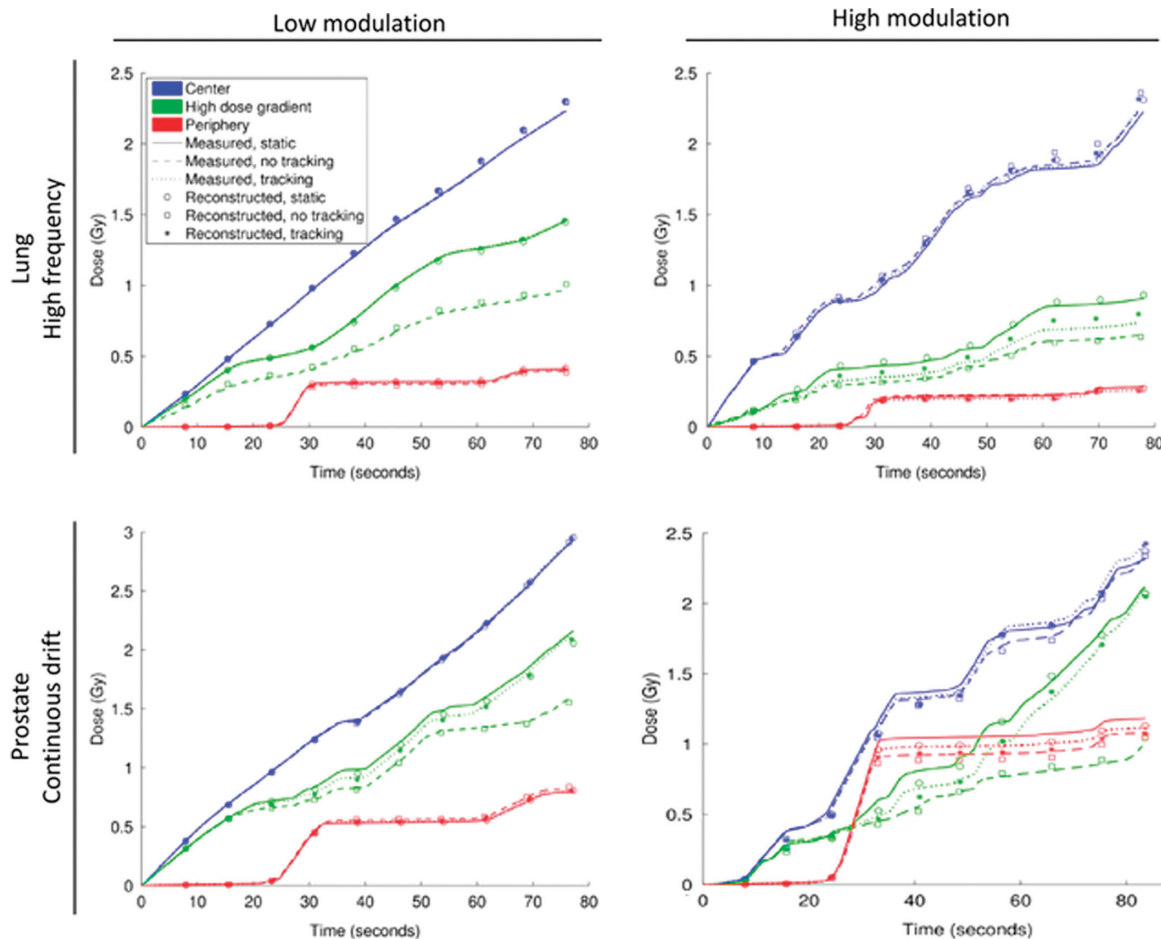 Low modulation
High modulation
Lung
High frequency
Dose (Gy)
2.5
2
1.5
1
0.5
0
Center
High dose gradient
Periphery
Measured, static
Measured, no tracking
Measured, tracking
Reconstructed, static
Reconstructed, no tracking
Reconstructed, tracking
0 10 20 30 40 50 60 70 80
Time (seconds)
Dose (Gy)
2.5
2
1.5
1
0.5
0
0 10 20 30 40 50 60 70 80
Time (seconds)
Prostate
Continuous drift
Dose (Gy)
3
2.5
2
1.5
1
0.5
0
0 10 20 30 40 50 60 70 80
Time (seconds)
Dose (Gy)
2.5
2
1.5
1
0.5
0
0 20 40 60 80
Time (seconds)